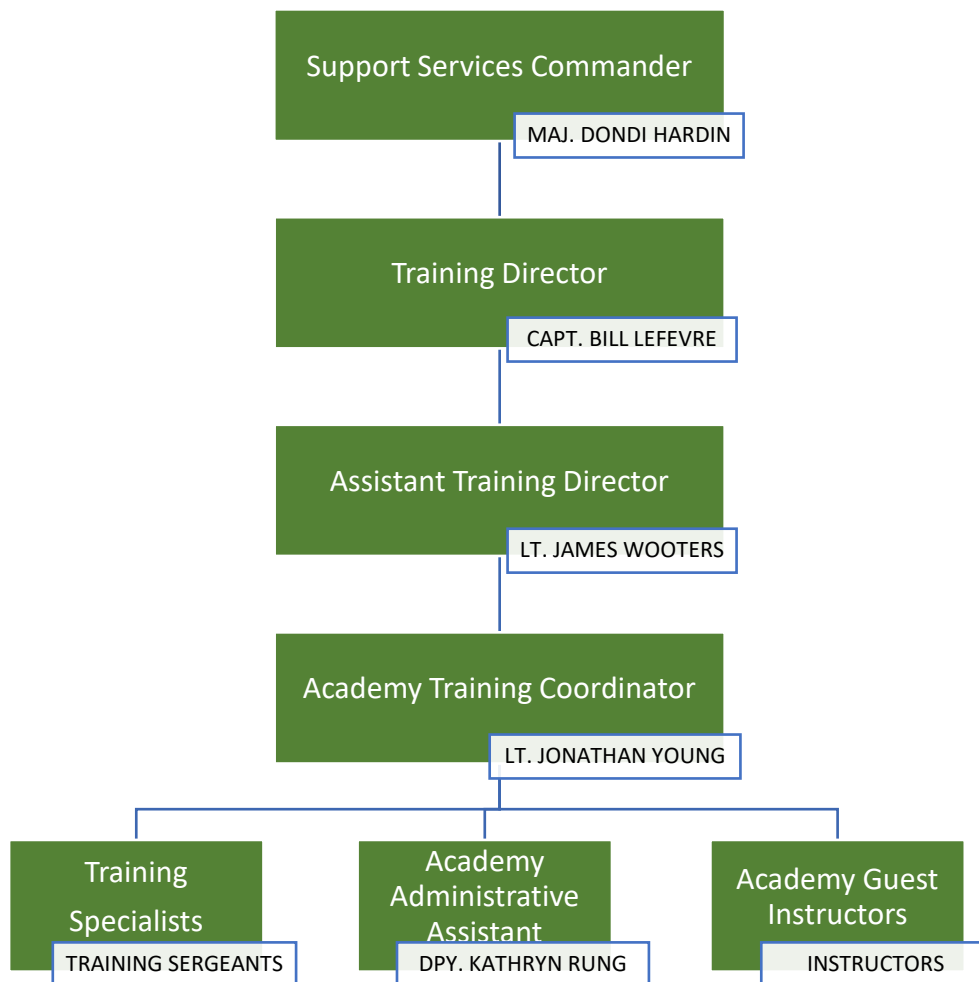 Support Services Commander
MAJ. DONDI HARDIN
Training Director
CAPT. BILL LEFEVRE
Assistant Training Director
LT. JAMES WOOTERS
Academy Training Coordinator
LT. JONATHAN YOUNG
Training
Specialists
TRAINING SERGEANTS
Academy
Administrative
Assistant
DPY. KATHRYN RUNG
Academy Guest
Instructors
INSTRUCTORS